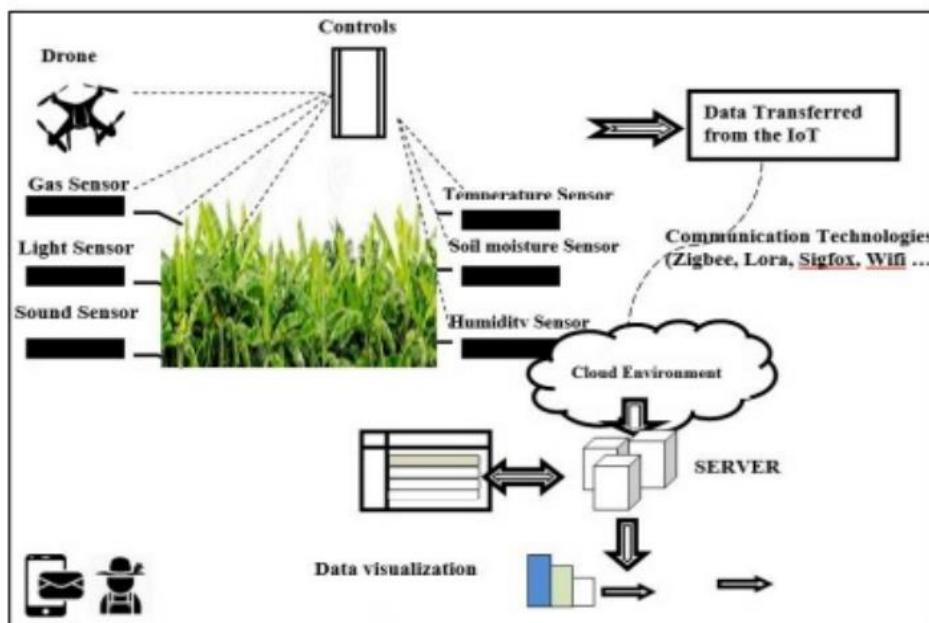 Controls
Drone
Data Transferred
from the IoT
Gas Sensor
Temperature Sensor
Light Sensor
Soil moisture Sensor
Communication Technologies
(Zigbee, Lora, Sigfox, Wifi ...
Sound Sensor
Humidity Sensor
Cloud Environment
SERVER
Data visualization